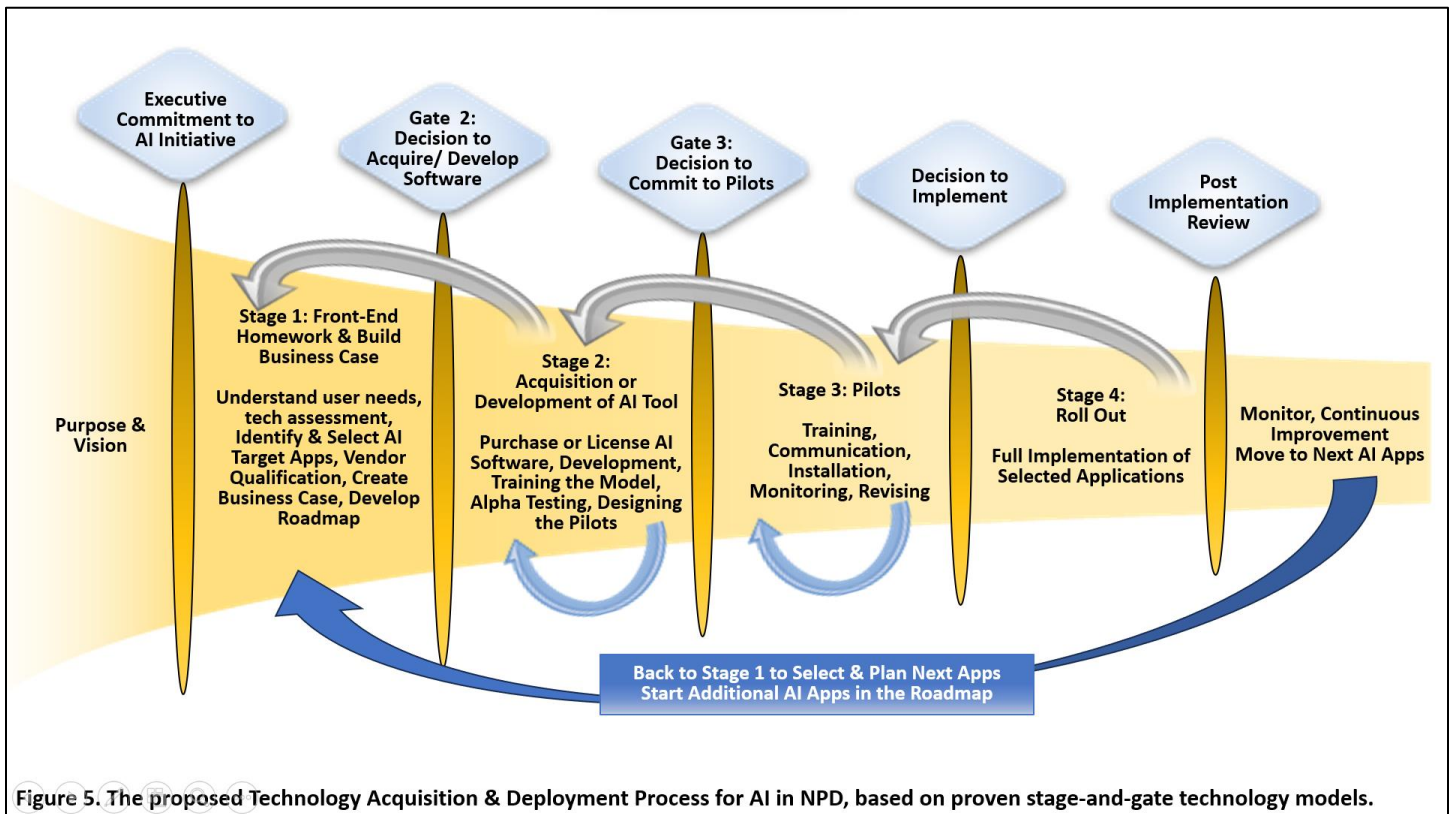 Executive
Commitment to
AI Initiative
Gate 2:
Decision to
Acquire/ Develop
Software
Gate 3:
Decision to
Commit to Pilots
Decision to
Implement
Post
Implementation
Review
Purpose &
Vision
Stage 1: Front-End
Homework & Build
Business Case
Understand user needs,
tech assessment,
Identify & Select AI
Target Apps, Vendor
Qualification, Create
Business Case, Develop
Roadmap
Stage 2:
Acquisition or
Development of AI Tool
Purchase or License AI
Software, Development,
Training the Model,
Alpha Testing, Designing
the Pilots
Stage 3: Pilots
Training,
Communication,
Installation,
Monitoring, Revising
Stage 4:
Roll Out
Full Implementation of
Selected Applications
Monitor, Continuous
Improvement
Move to Next AI Apps
Back to Stage 1 to Select & Plan Next Apps
Start Additional AI Apps in the Roadmap
Figure 5. The proposed Technology Acquisition & Deployment Process for AI in NPD, based on proven stage-and-gate technology models.